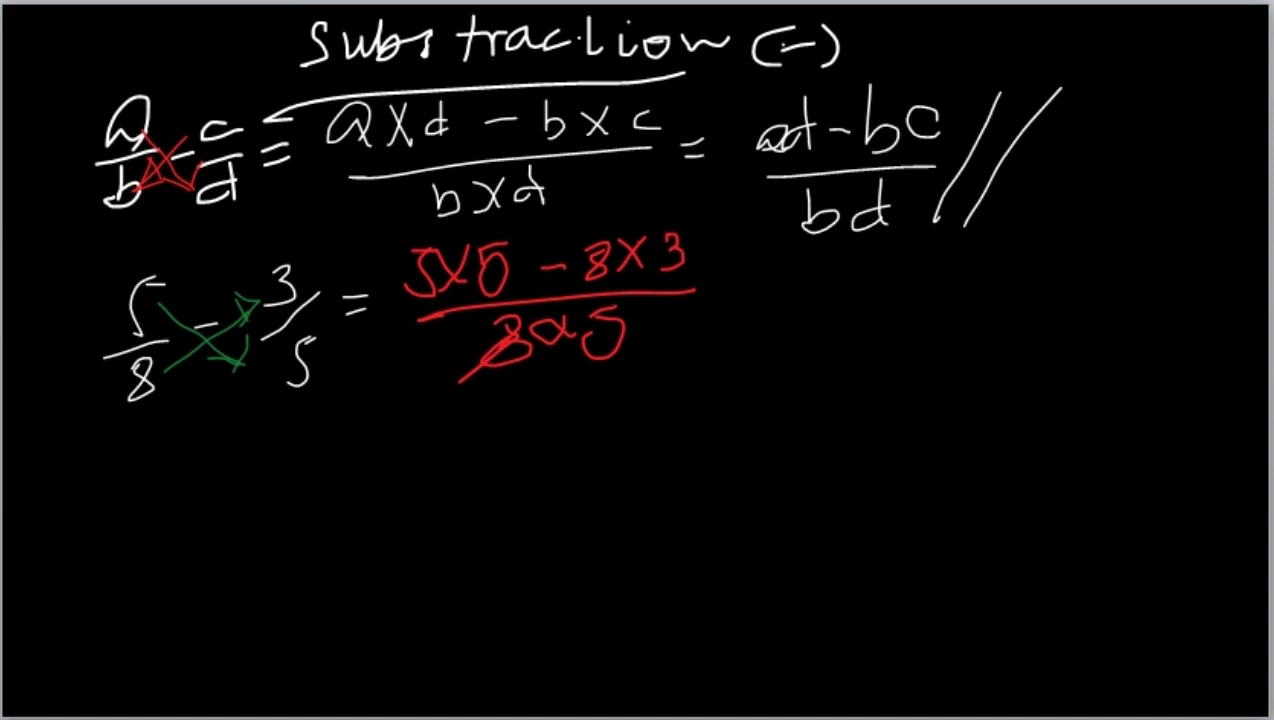 Substraction (-)
a/b - c/d = a×d - b×c / b×d = ad-bc / bd //
5/8 - 3/5 = 5×5 - 8×3 / 8×5